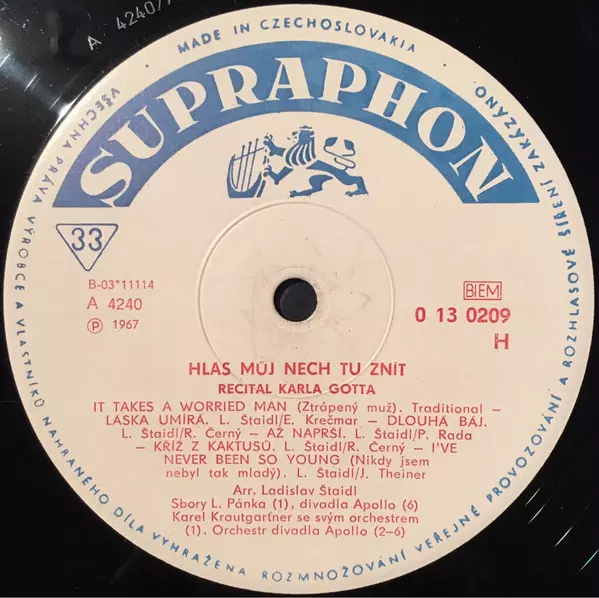 A 4240/
• MADE IN CZECHOSLOVAKIA •
VŠECHNA PRÁVA VÝROBCE A VLASTNÍKŮ NAHRANÉHO DÍLA VYHRAŽENA ROZMNOŽOVÁNÍ VEŘEJNÉ PROVOZOVÁNÍ A ROZHLASOVÉ ŠÍŘENÍ ZAKÁZÁNO
SUPRAPHON
33
B-03*11114
A 4240
Ⓟ 1967
BIEM
0 13 0209
H
HLAS MŮJ NECH TU ZNÍT
RECITAL KARLA GOTTA
IT TAKES A WORRIED MAN (Ztrápený muž). Traditional –
LÁSKA UMÍRÁ. L. Štaidl/E. Krečmar – DLOUHÁ BÁJ.
L. Štaidl/R. Černý – AŽ NAPRŠÍ. L. Štaidl/P. Rada
– KŘÍŽ Z KAKTUSŮ. L. Štaidl/R. Černý – I'VE
NEVER BEEN SO YOUNG (Nikdy jsem
nebyl tak mladý). L. Štaidl/J. Theiner
Arr. Ladislav Štaidl
Sbory L. Pánka (1), divadla Apollo (6)
Karel Krautgartner se svým orchestrem
(1). Orchestr divadla Apollo (2–6)